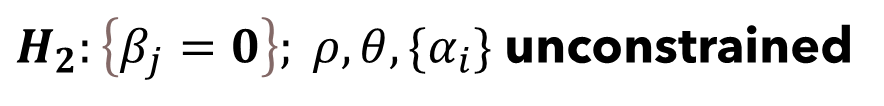 H₂: {βⱼ = 0}; ρ, θ, {αᵢ} unconstrained